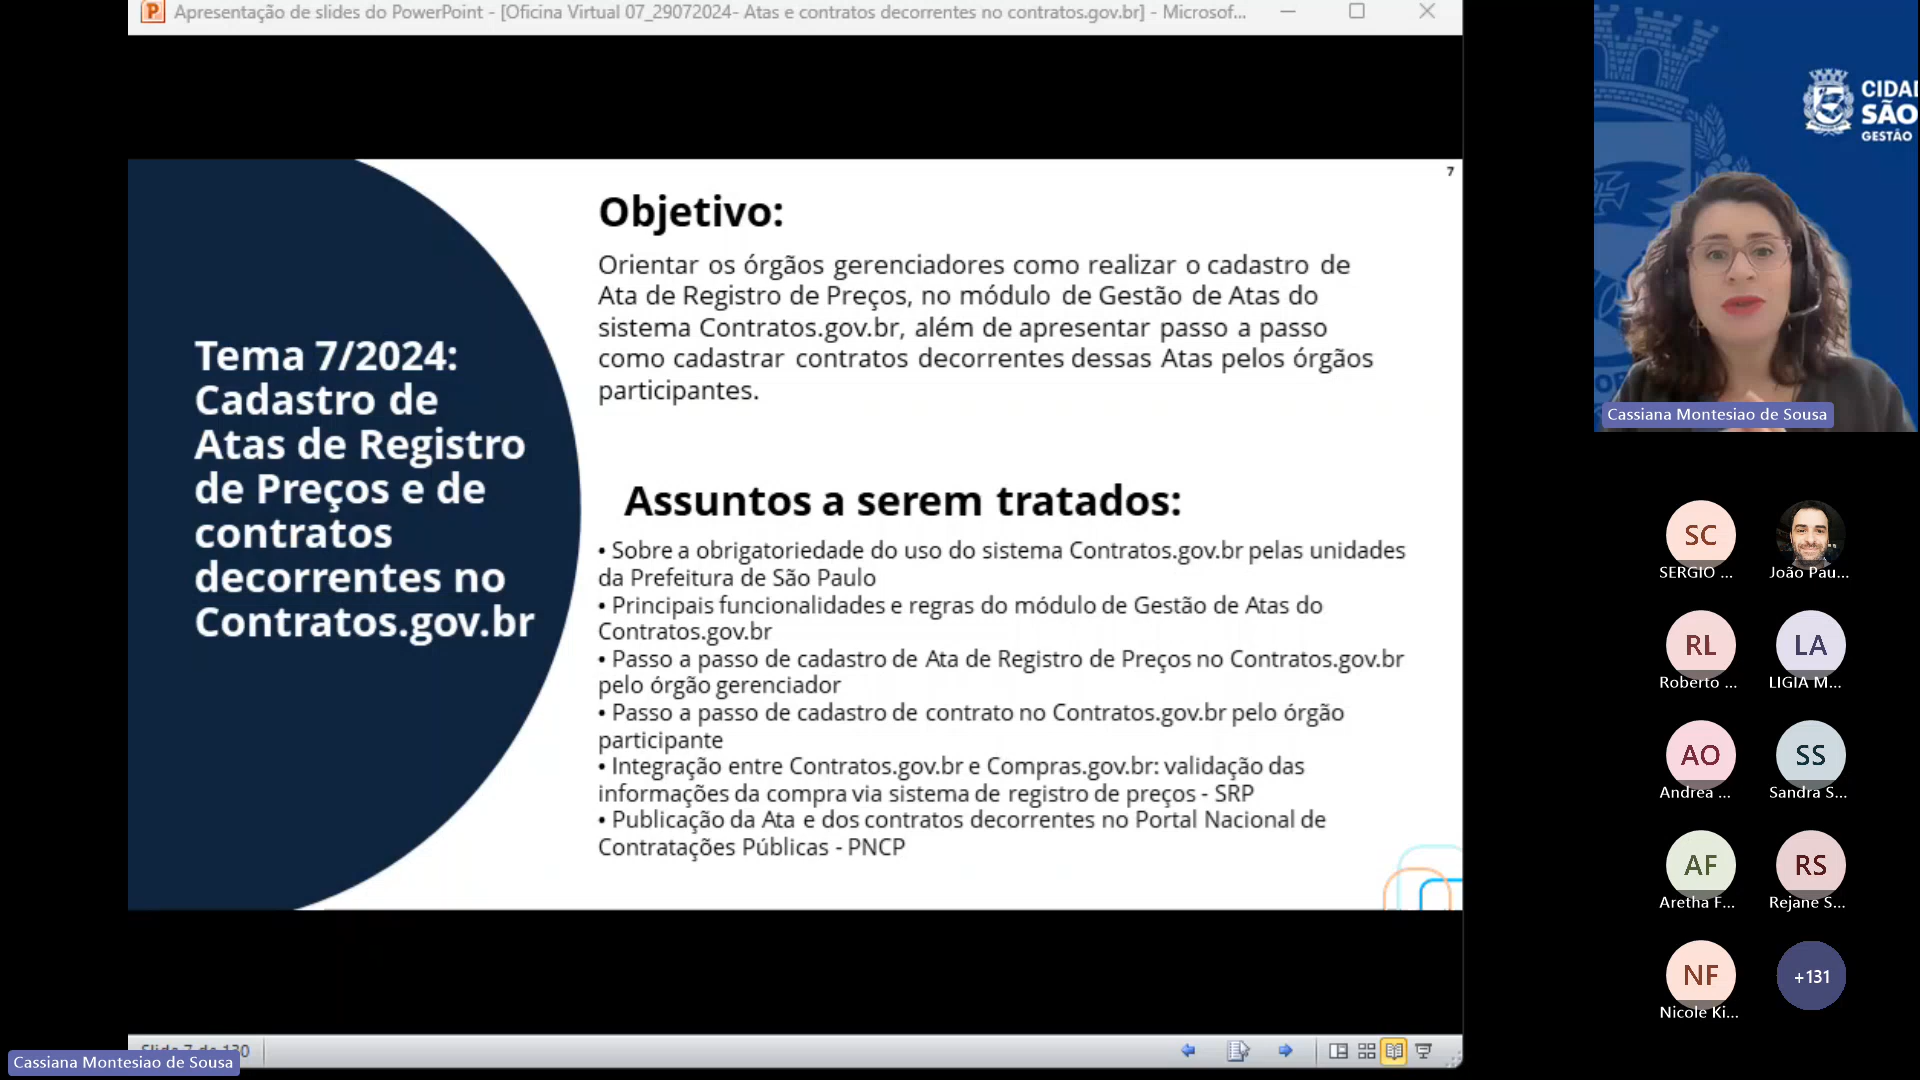 Apresentação de slides do PowerPoint - [Oficina Virtual 07_29072024- Atas e contratos decorrentes no contratos.gov.br] - Microsof...
7
Tema 7/2024:
Cadastro de
Atas de Registro
de Preços e de
contratos
decorrentes no
Contratos.gov.br
Objetivo:
Orientar os órgãos gerenciadores como realizar o cadastro de
Ata de Registro de Preços, no módulo de Gestão de Atas do
sistema Contratos.gov.br, além de apresentar passo a passo
como cadastrar contratos decorrentes dessas Atas pelos órgãos
participantes.
Assuntos a serem tratados:
• Sobre a obrigatoriedade do uso do sistema Contratos.gov.br pelas unidades
da Prefeitura de São Paulo
• Principais funcionalidades e regras do módulo de Gestão de Atas do
Contratos.gov.br
• Passo a passo de cadastro de Ata de Registro de Preços no Contratos.gov.br
pelo órgão gerenciador
• Passo a passo de cadastro de contrato no Contratos.gov.br pelo órgão
participante
• Integração entre Contratos.gov.br e Compras.gov.br: validação das
informações da compra via sistema de registro de preços - SRP
• Publicação da Ata e dos contratos decorrentes no Portal Nacional de
Contratações Públicas - PNCP
Slide 7 de 130
Cassiana Montesiao de Sousa
CIDA
SÃO
GESTÃO
Cassiana Montesiao de Sousa
SC
SERGIO ...
João Pau...
RL
Roberto ...
LA
LIGIA M...
AO
Andrea ...
SS
Sandra S...
AF
Aretha F...
RS
Rejane S...
NF
Nicole Ki...
+131